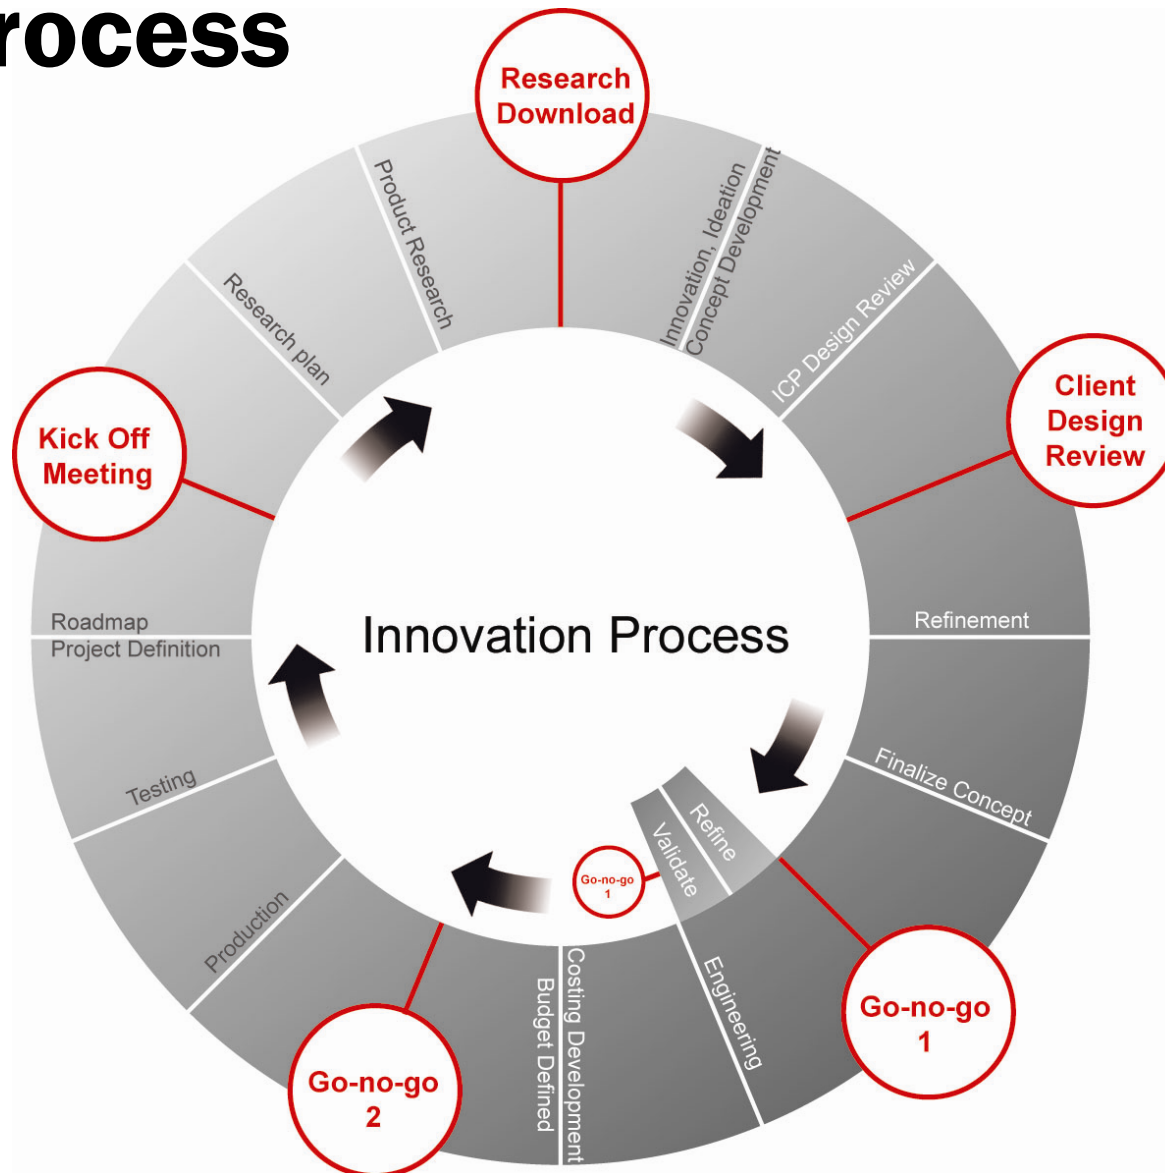 rocess
Research
Download
Product Research
Research plan
Innovation, Ideation
Concept Development
ICP Design Review
Client
Design
Review
Kick Off
Meeting
Roadmap
Project Definition
Innovation Process
Refinement
Finalize Concept
Testing
Production
Refine
Validate
Go-no-go
1
Engineering
Go-no-go
1
Costing Development
Budget Defined
Go-no-go
2